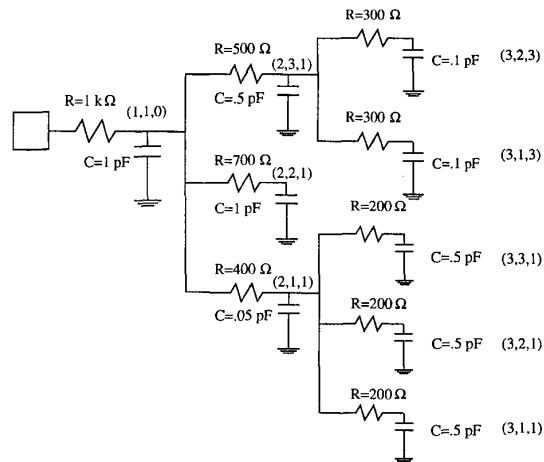 R=300 Ω
C=.1 pF (3,2,3)
R=500 Ω (2,3,1)
C=.5 pF
R=1 k Ω (1,1,0)
C=1 pF
R=300 Ω
C=.1 pF (3,1,3)
R=700 Ω (2,2,1)
C=1 pF
R=200 Ω
C=.5 pF (3,3,1)
R=400 Ω (2,1,1)
C=.05 pF
R=200 Ω
C=.5 pF (3,2,1)
R=200 Ω
C=.5 pF (3,1,1)